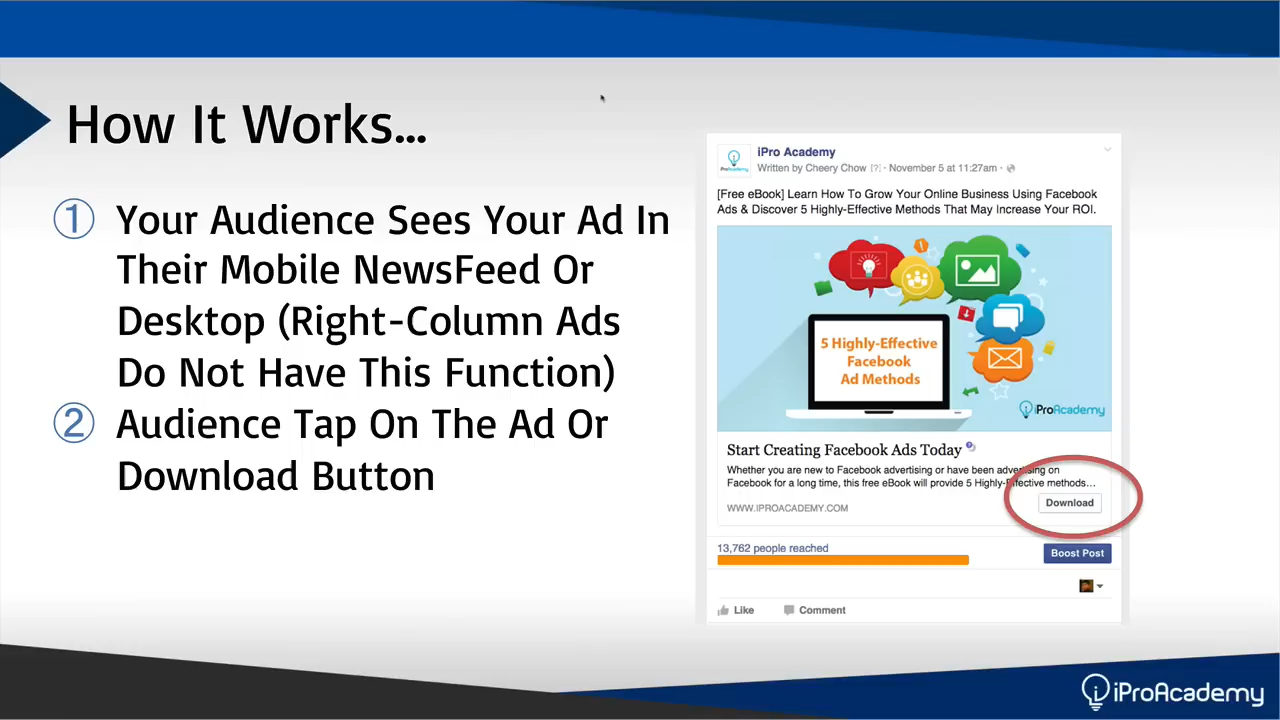 How It Works...
① Your Audience Sees Your Ad In
Their Mobile NewsFeed Or
Desktop (Right-Column Ads
Do Not Have This Function)
② Audience Tap On The Ad Or
Download Button
iPro Academy
Written by Cheery Chow [?] · November 5 at 11:27am ·
[Free eBook] Learn How To Grow Your Online Business Using Facebook
Ads & Discover 5 Highly-Effective Methods That May Increase Your ROI.
5 Highly-Effective
Facebook
Ad Methods
iProAcademy
Start Creating Facebook Ads Today
Whether you are new to Facebook advertising or have been advertising on
Facebook for a long time, this free eBook will provide 5 Highly-Effective methods...
WWW.IPROACADEMY.COM
Download
13,762 people reached
Boost Post
Like
Comment
iProAcademy